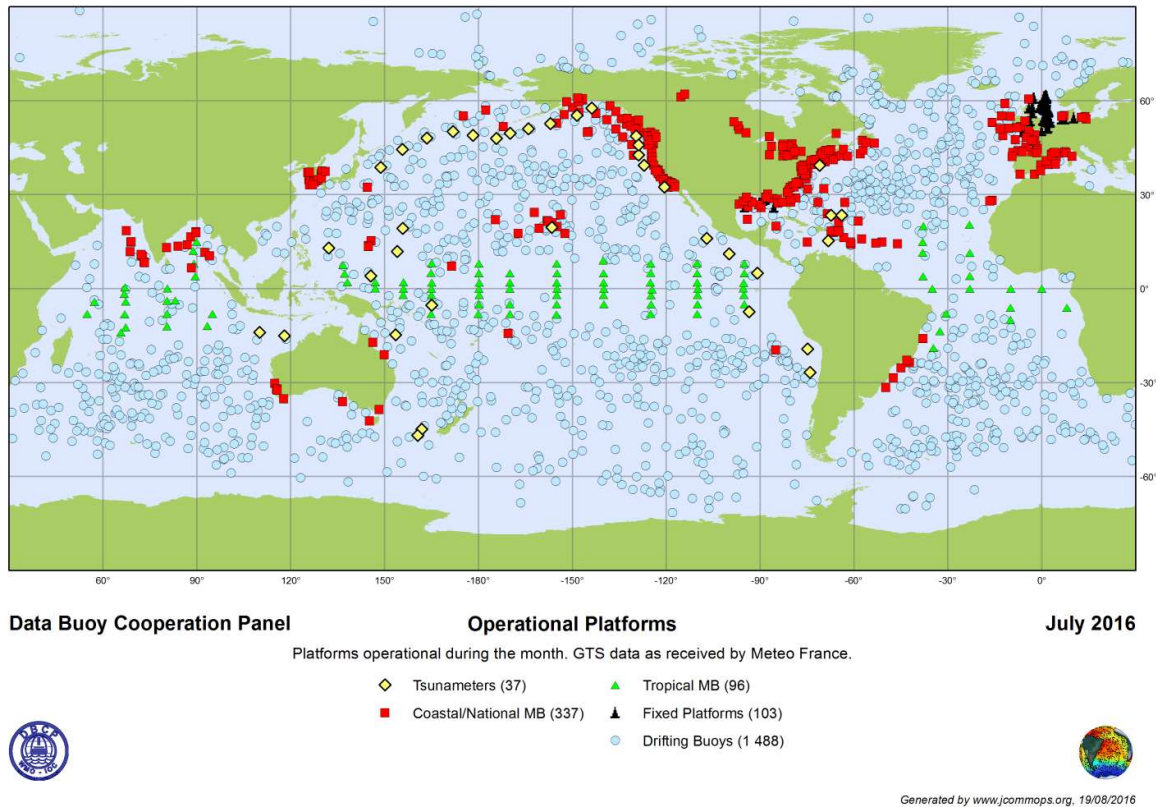 60°
30°
0°
-30°
-60°
60° 90° 120° 150° -180° -150° -120° -90° -60° -30° 0°
Data Buoy Cooperation Panel Operational Platforms July 2016
Platforms operational during the month. GTS data as received by Meteo France.
Tsunameters (37) Tropical MB (96)
Coastal/National MB (337) Fixed Platforms (103)
Drifting Buoys (1 488)
DBCP
WMO - IOC
Generated by www.jcommops.org, 19/08/2016